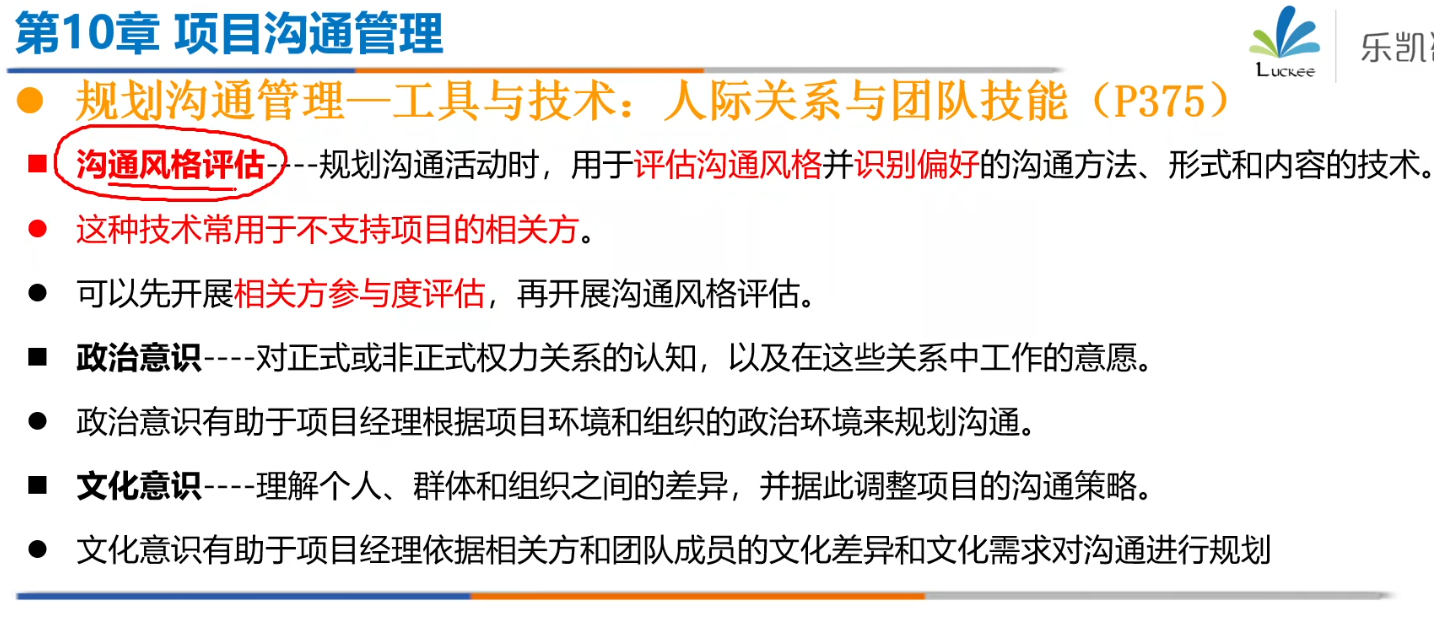 第10章 项目沟通管理
Luckee
乐凯
规划沟通管理—工具与技术：人际关系与团队技能（P375）
沟通风格评估----规划沟通活动时，用于评估沟通风格并识别偏好的沟通方法、形式和内容的技术。
这种技术常用于不支持项目的相关方。
可以先开展相关方参与度评估，再开展沟通风格评估。
政治意识----对正式或非正式权力关系的认知，以及在这些关系中工作的意愿。
政治意识有助于项目经理根据项目环境和组织的政治环境来规划沟通。
文化意识----理解个人、群体和组织之间的差异，并据此调整项目的沟通策略。
文化意识有助于项目经理依据相关方和团队成员的文化差异和文化需求对沟通进行规划